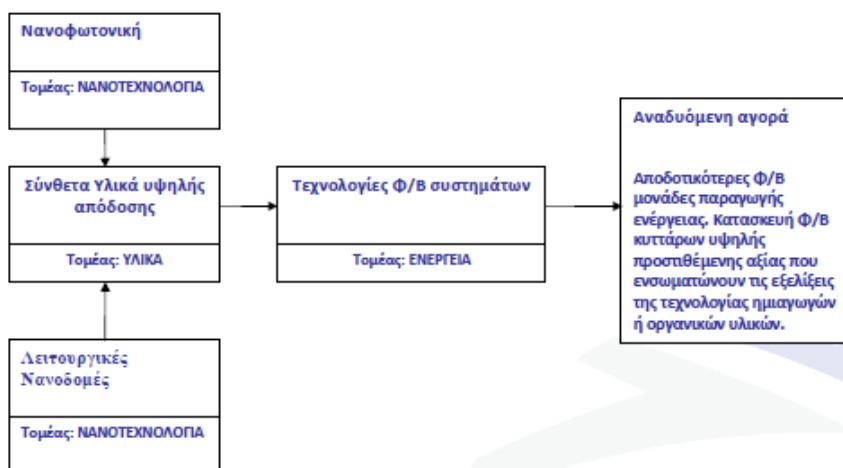 Νανοφωτονική
Τομέας: ΝΑΝΟΤΕΧΝΟΛΟΓΙΑ
Σύνθετα Υλικά υψηλής
απόδοσης
Τομέας: ΥΛΙΚΑ
Λειτουργικές
Νανοδομές
Τομέας: ΝΑΝΟΤΕΧΝΟΛΟΓΙΑ
Τεχνολογίες Φ/Β συστημάτων
Τομέας: ΕΝΕΡΓΕΙΑ
Αναδυόμενη αγορά
Αποδοτικότερες Φ/Β
μονάδες παραγωγής
ενέργειας. Κατασκευή Φ/Β
κυττάρων υψηλής
προστιθέμενης αξίας που
ενσωματώνουν τις εξελίξεις
της τεχνολογίας ημιαγωγών
ή οργανικών υλικών.